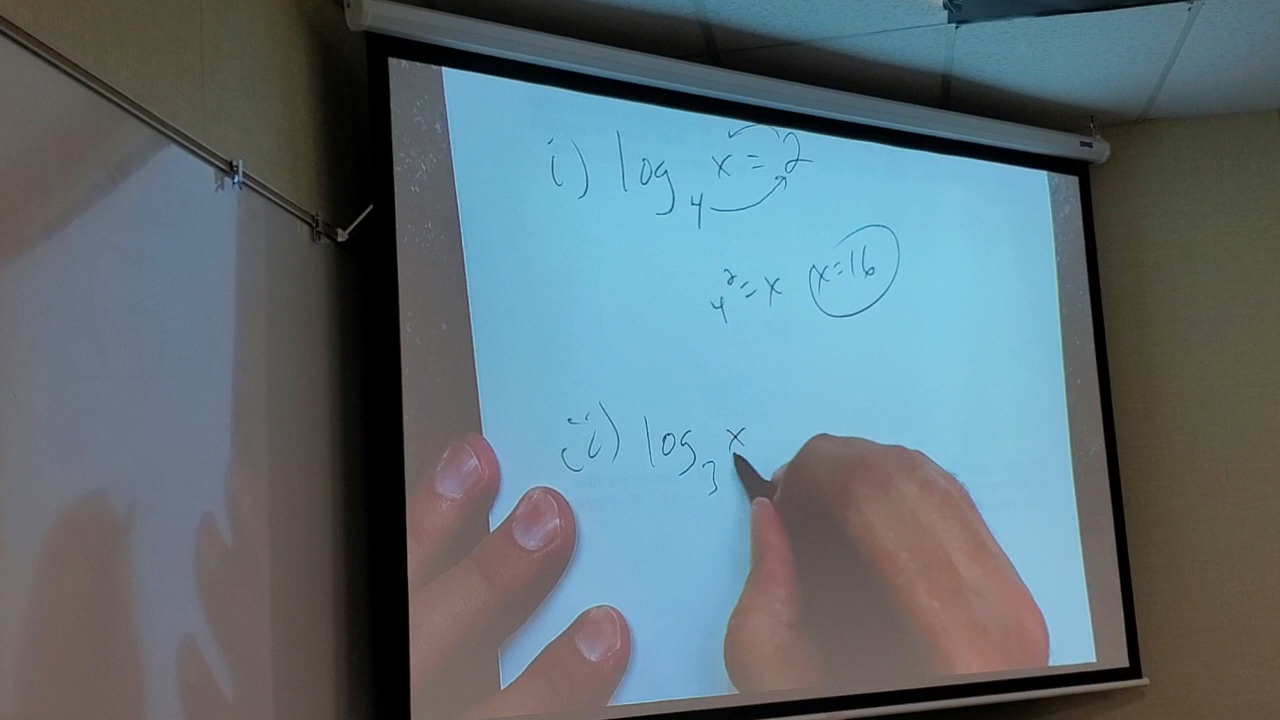 i) log₄ x = 2
4² = x x=16
ii) log₃ x